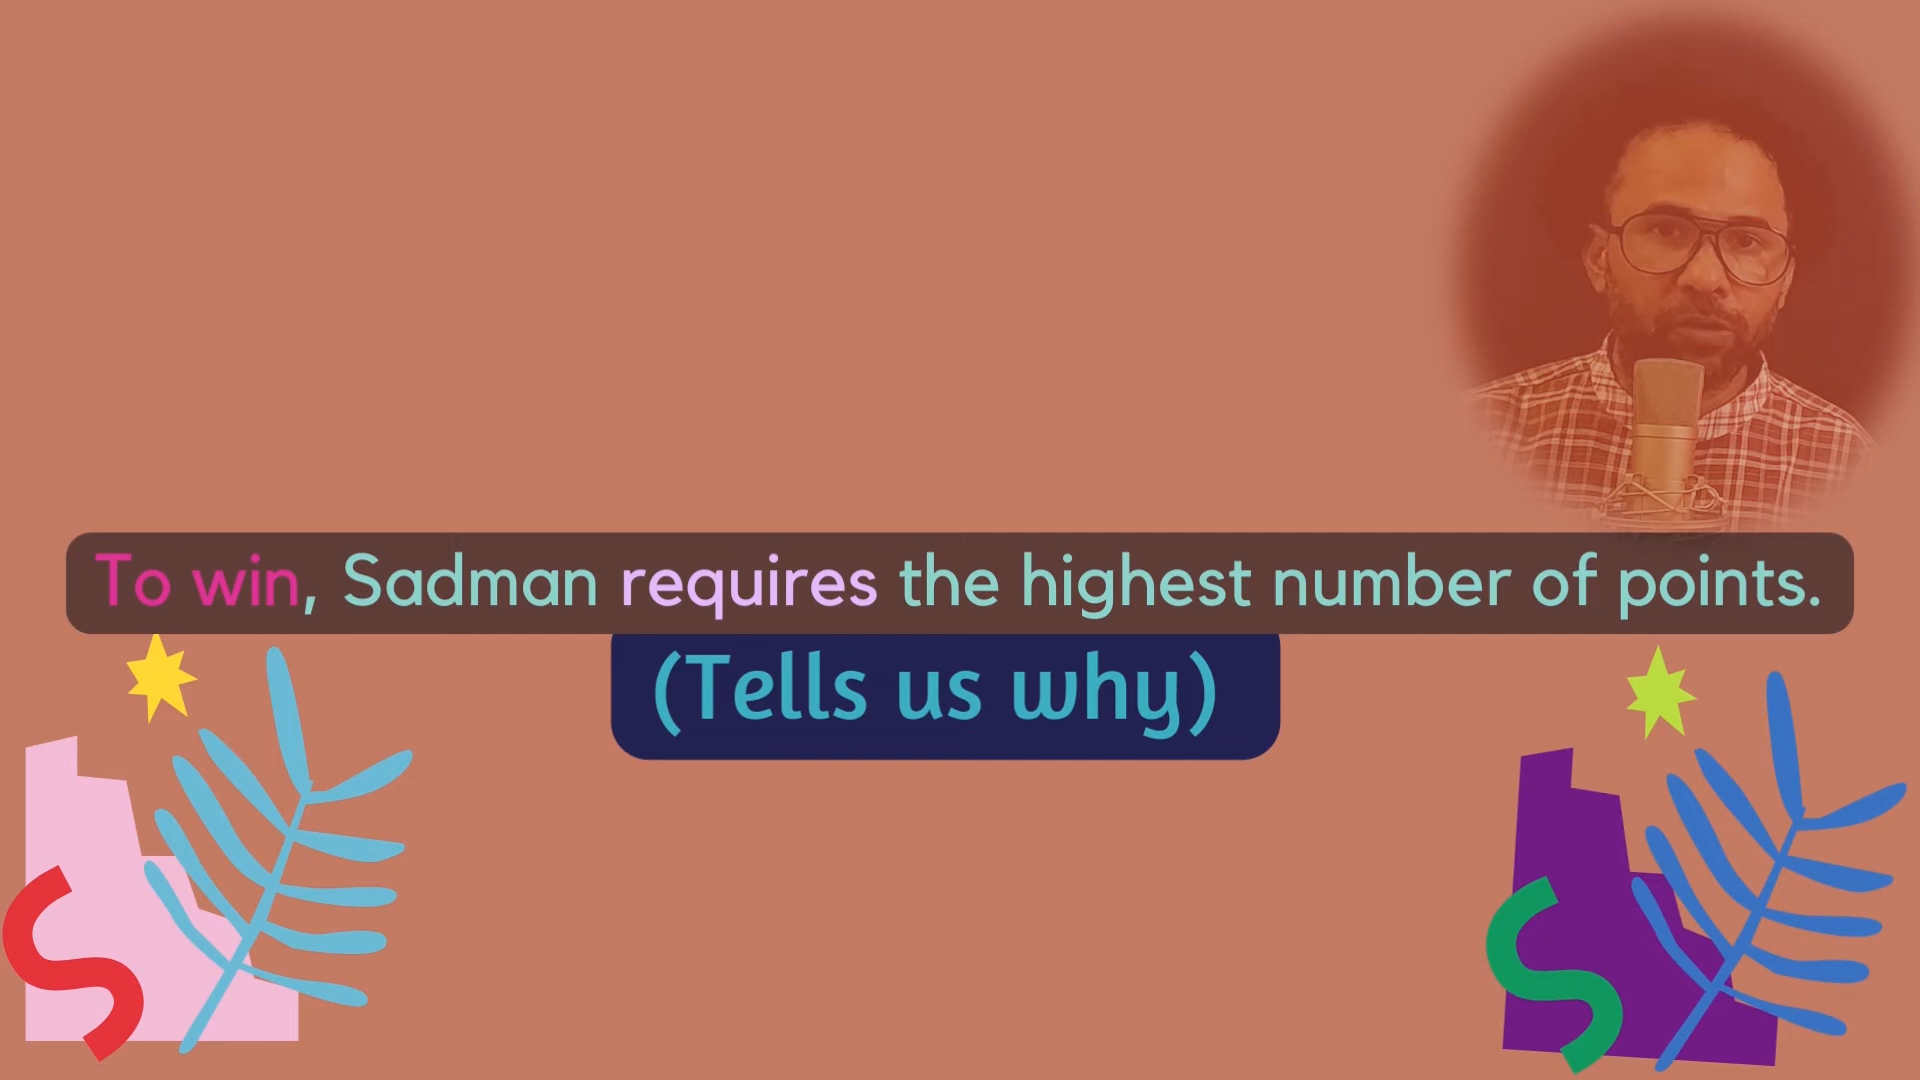 To win, Sadman requires the highest number of points.
(Tells us why)